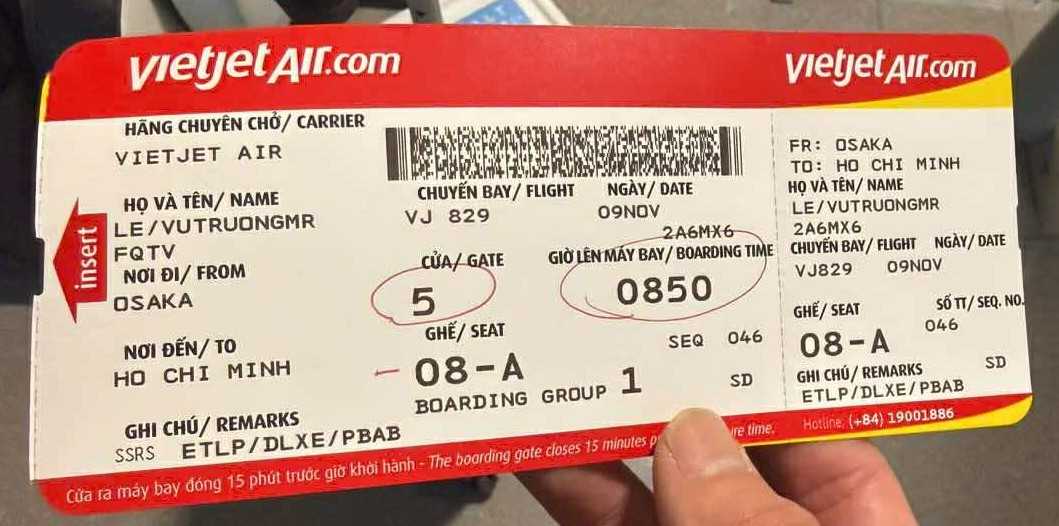 vietjetAir.com
vietjetAir.com
HÃNG CHUYÊN CHỞ/ CARRIER
VIETJET AIR
HỌ VÀ TÊN/ NAME
LE/VUTRUONGMR
FQTV
NƠI ĐI/ FROM
OSAKA
NƠI ĐẾN/ TO
HO CHI MINH
GHI CHÚ/ REMARKS
SSRS ETLP/DLXE/PBAB
insert
CHUYẾN BAY/ FLIGHT
VJ 829
NGÀY/ DATE
09NOV
2A6MX6
CỬA/ GATE
5
GIỜ LÊN MÁY BAY/ BOARDING TIME
0850
GHẾ/ SEAT
08-A
SEQ 046
BOARDING GROUP 1
SD
FR: OSAKA
TO: HO CHI MINH
HỌ VÀ TÊN/ NAME
LE/VUTRUONGMR
2A6MX6
CHUYẾN BAY/ FLIGHT NGÀY/ DATE
VJ829 09NOV
GHẾ/ SEAT
SỐ TT/ SEQ. NO.
08-A
046
SD
GHI CHÚ/ REMARKS
ETLP/DLXE/PBAB
Cửa ra máy bay đóng 15 phút trước giờ khởi hành - The boarding gate closes 15 minutes time.
Hotline: (+84) 19001886